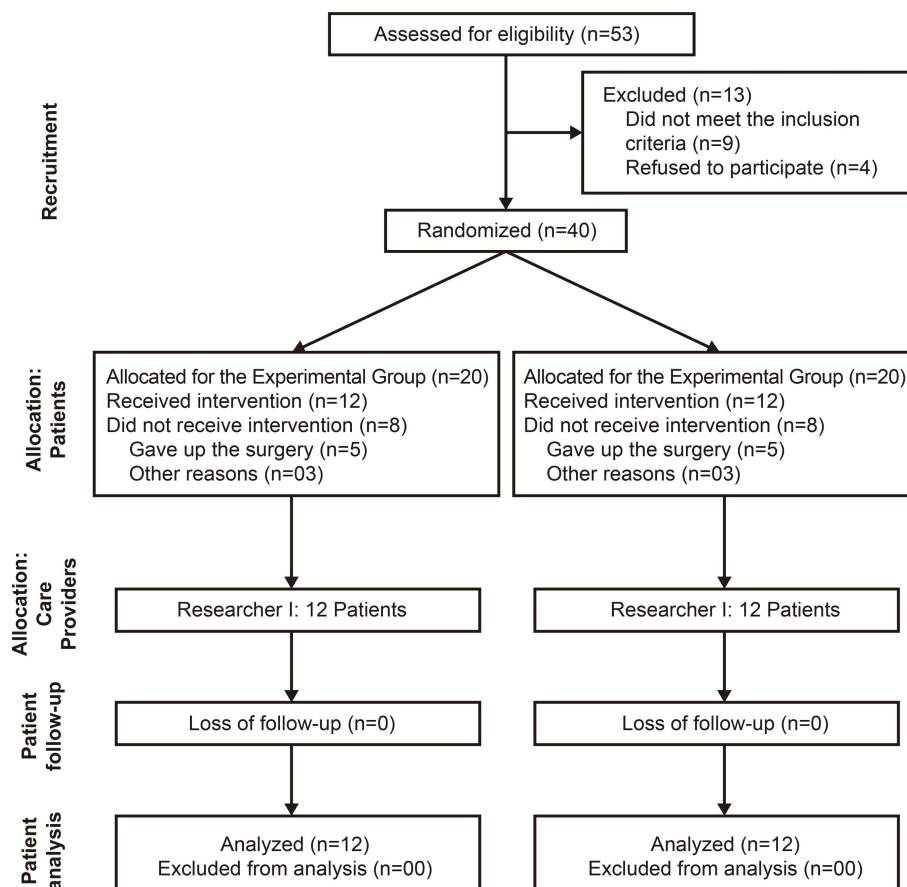 Assessed for eligibility (n=53)
Recruitment
Excluded (n=13)
Did not meet the inclusion
criteria (n=9)
Refused to participate (n=4)
Randomized (n=40)
Allocation:
Patients
Allocated for the Experimental Group (n=20)
Received intervention (n=12)
Did not receive intervention (n=8)
Gave up the surgery (n=5)
Other reasons (n=03)
Allocated for the Experimental Group (n=20)
Received intervention (n=12)
Did not receive intervention (n=8)
Gave up the surgery (n=5)
Other reasons (n=03)
Allocation:
Care
Providers
Researcher I: 12 Patients
Researcher I: 12 Patients
Patient
follow-up
Loss of follow-up (n=0)
Loss of follow-up (n=0)
Patient
analysis
Analyzed (n=12)
Excluded from analysis (n=00)
Analyzed (n=12)
Excluded from analysis (n=00)